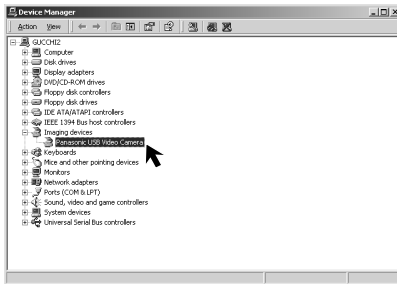 Device Manager
Action View
GUCCHI2
Computer
Disk drives
Display adapters
DVD/CD-ROM drives
Floppy disk controllers
Floppy disk drives
IDE ATA/ATAPI controllers
IEEE 1394 Bus host controllers
Imaging devices
Panasonic USB Video Camera
Keyboards
Mice and other pointing devices
Monitors
Network adapters
Ports (COM & LPT)
Sound, video and game controllers
System devices
Universal Serial Bus controllers